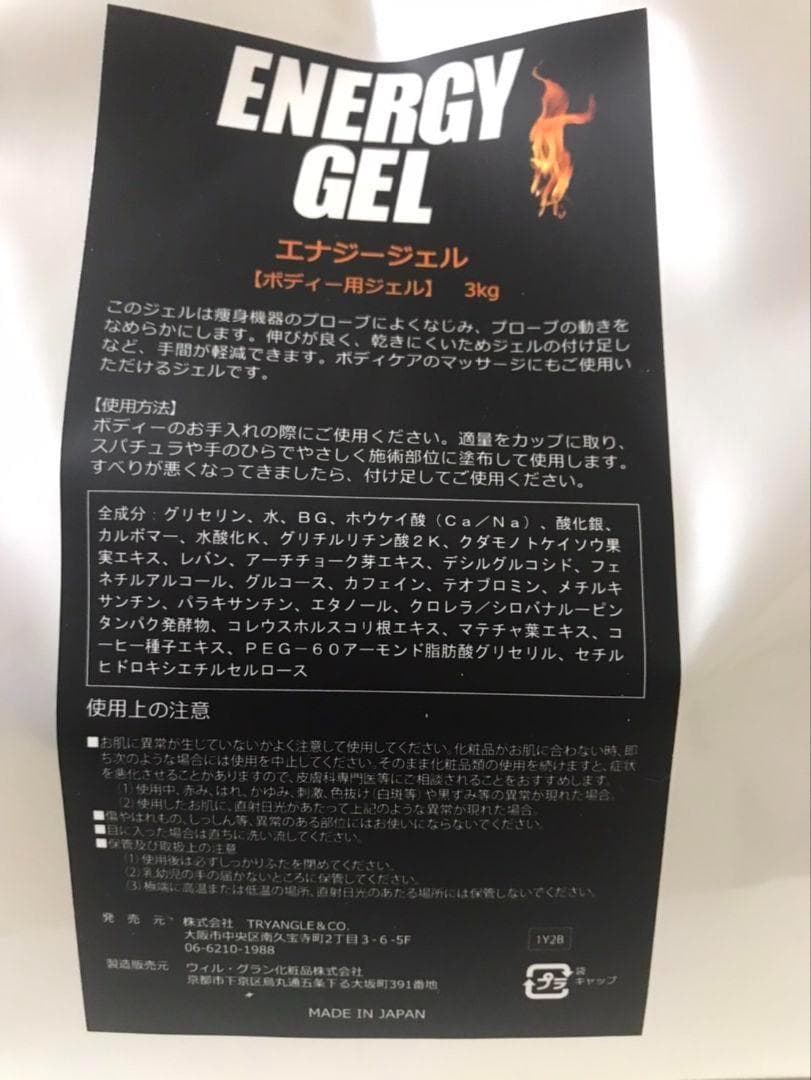 ENERGY
GEL
エナジージェル
【ボディー用ジェル】 3kg
このジェルは痩身機器のプローブによくなじみ、プローブの動きを
なめらかにします。伸びが良く、乾きにくいためジェルの付け足し
など、手間が軽減できます。ボディケアのマッサージにもご使用い
ただけるジェルです。
【使用方法】
ボディーのお手入れの際にご使用ください。適量をカップに取り、
スパチュラや手のひらでやさしく施術部位に塗布して使用します。
すべりが悪くなってきましたら、付け足してご使用ください。
全成分：グリセリン、水、ＢＧ、ホウケイ酸（Ｃａ／Ｎａ）、酸化銀、
カルボマー、水酸化Ｋ、グリチルリチン酸２Ｋ、クダモノトケイソウ果
実エキス、レバン、アーチチョーク芽エキス、デシルグルコシド、フェ
ネチルアルコール、グルコース、カフェイン、テオブロミン、メチルキ
サンチン、パラキサンチン、エタノール、クロレラ／シロバナルーピン
タンパク発酵物、コレウスホルスコリ根エキス、マテチャ葉エキス、コ
ーヒー種子エキス、ＰＥＧ－６０アーモンド脂肪酸グリセリル、セチル
ヒドロキシエチルセルロース
使用上の注意
■お肌に異常が生じていないかよく注意して使用してください。化粧品がお肌に合わない時、即
ち次のような場合には使用を中止してください。そのまま化粧品類の使用を続けますと、症状
を悪化させることがありますので、皮膚科専門医等にご相談されることをおすすめします。
(1)使用中、赤み、はれ、かゆみ、刺激、色抜け(白斑等)や黒ずみ等の異常が現れた場合。
(2)使用したお肌に、直射日光があたって上記のような異常が現れた場合。
■傷やはれもの、しっしん等、異常のある部位にはお使いにならないでください。
■目に入った場合は直ちに洗い流してください。
■保管及び取扱上の注意
(1)使用後は必ずしっかりふたを閉めてください。
(2)乳幼児の手の届かないところに保管してください。
(3)極端に高温または低温の場所、直射日光のあたる場所には保管しないでください。
発売元 株式会社 TRYANGLE&CO.
大阪市中央区南久宝寺町2丁目3-6-5F
06-6210-1988
1Y2B
製造販売元 ウィル・グラン化粧品株式会社
京都市下京区烏丸通五条下る大坂町391番地
プラ
袋
キャップ
MADE IN JAPAN